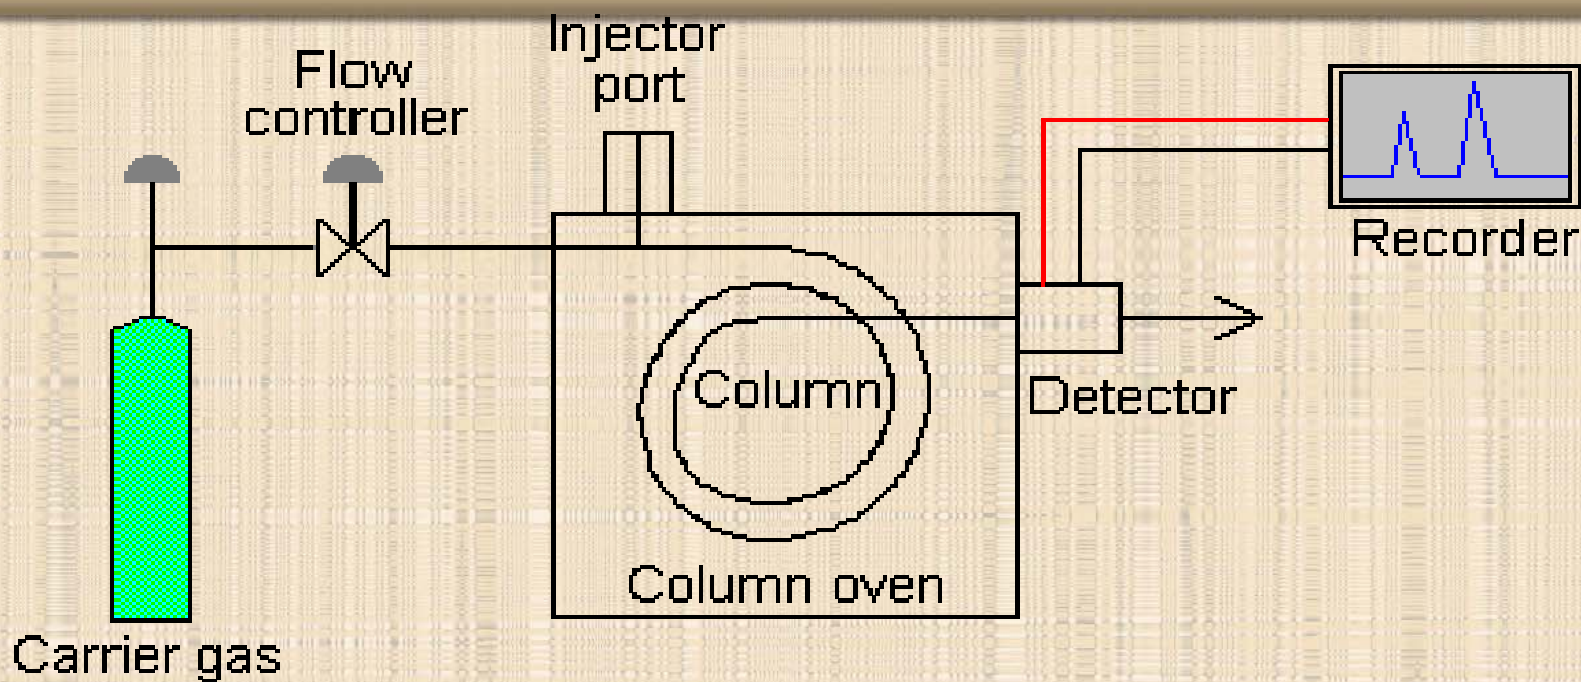 Injector
port
Flow
controller
Recorder
Column
Detector
Column oven
Carrier gas